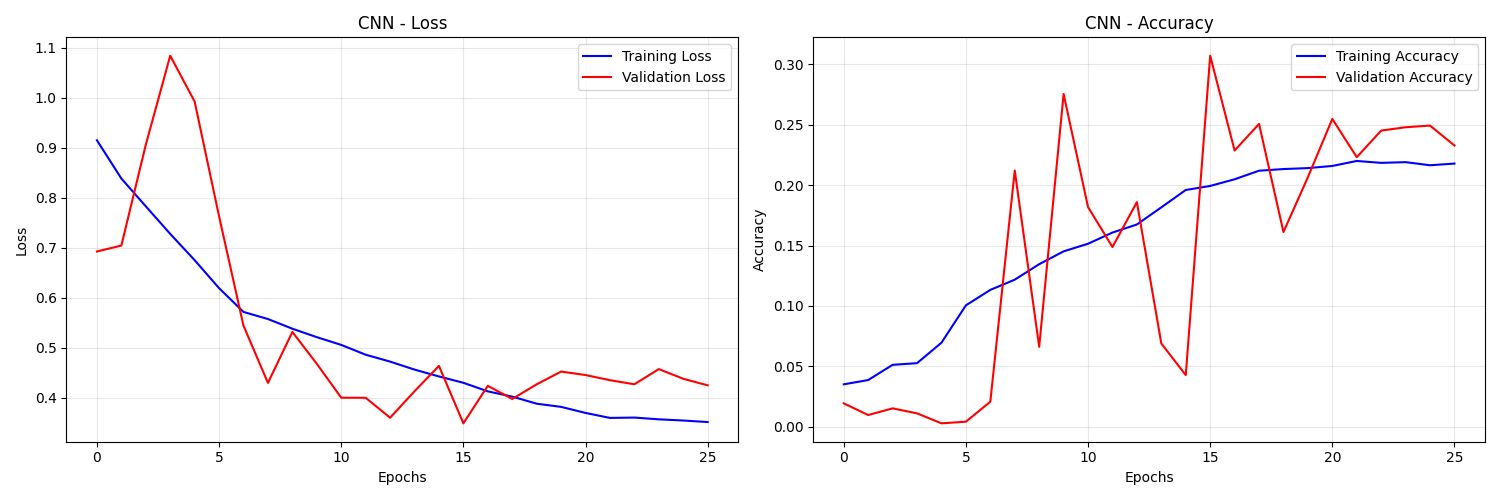 CNN - Loss
1.1
1.0
0.9
0.8
0.7
0.6
0.5
0.4
Loss
Training Loss
Validation Loss
0 5 10 15 20 25
Epochs
CNN - Accuracy
0.30
0.25
0.20
0.15
0.10
0.05
0.00
Accuracy
Training Accuracy
Validation Accuracy
0 5 10 15 20 25
Epochs